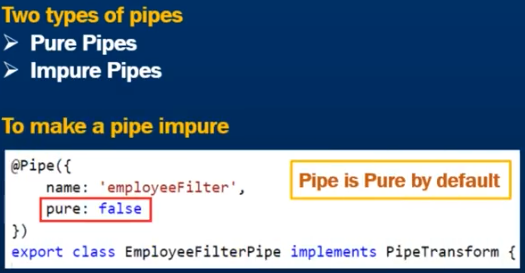 Two types of pipes
➤ Pure Pipes
➤ Impure Pipes
To make a pipe impure
@Pipe({
    name: 'employeeFilter',
    pure: false
})
export class EmployeeFilterPipe implements PipeTransform {
Pipe is Pure by default